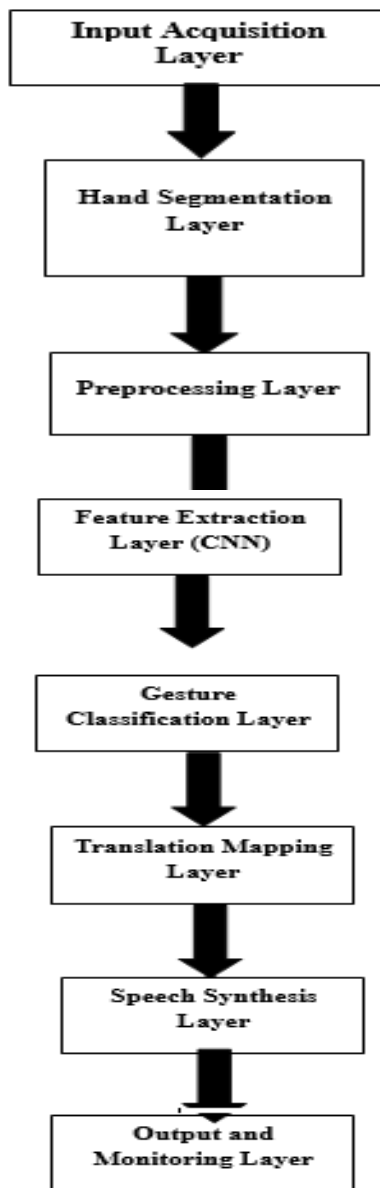 Input Acquisition
Layer
Hand Segmentation
Layer
Preprocessing Layer
Feature Extraction
Layer (CNN)
Gesture
Classification Layer
Translation Mapping
Layer
Speech Synthesis
Layer
Output and
Monitoring Layer